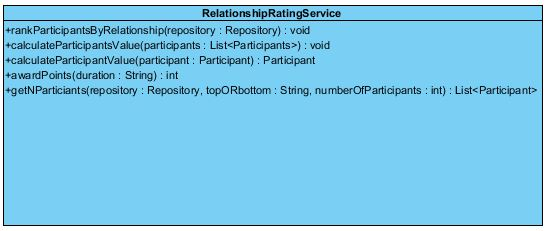 RelationshipRatingService
+rankParticipantsByRelationship(repository : Repository) : void
+calculateParticipantsValue(participants : List<Participants>) : void
+calculateParticipantValue(participant : Participant) : Participant
+awardPoints(duration : String) : int
+getNParticiants(repository : Repository, topORbottom : String, numberOfParticipants : int) : List<Participant>